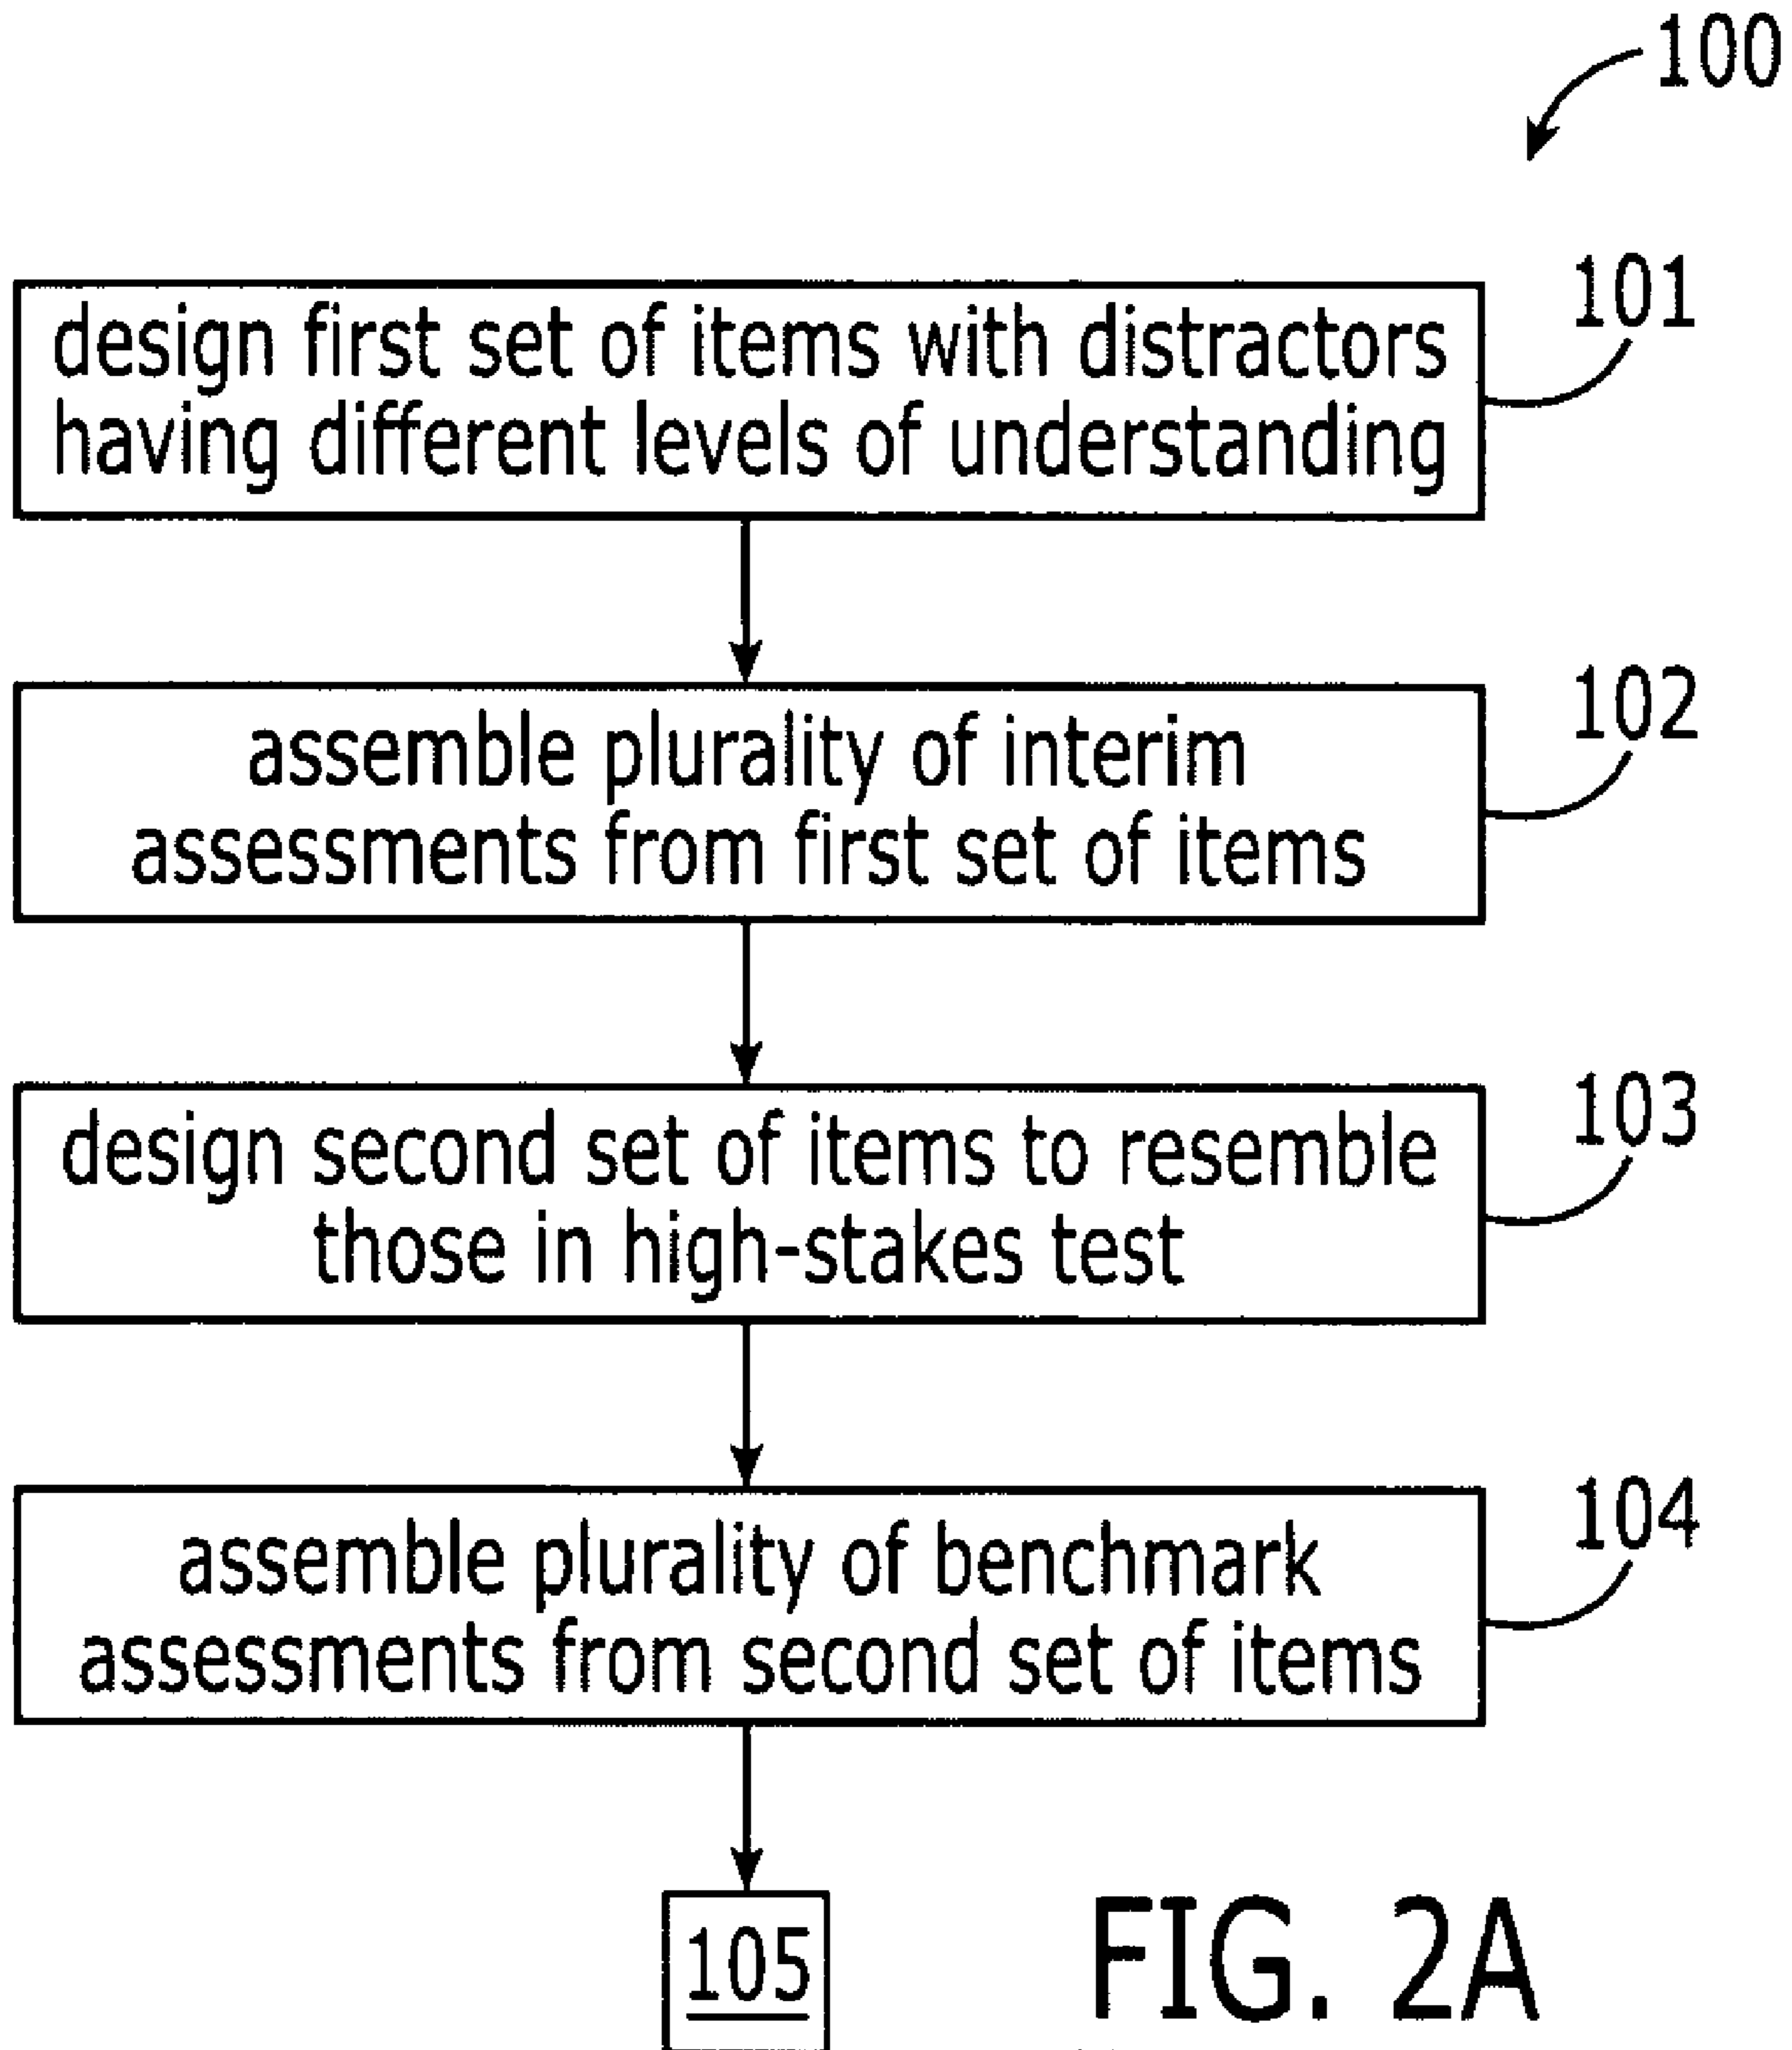 100
101
design first set of items with distractors
having different levels of understanding
102
assemble plurality of interim
assessments from first set of items
103
design second set of items to resemble
those in high-stakes test
104
assemble plurality of benchmark
assessments from second set of items
105
FIG. 2A